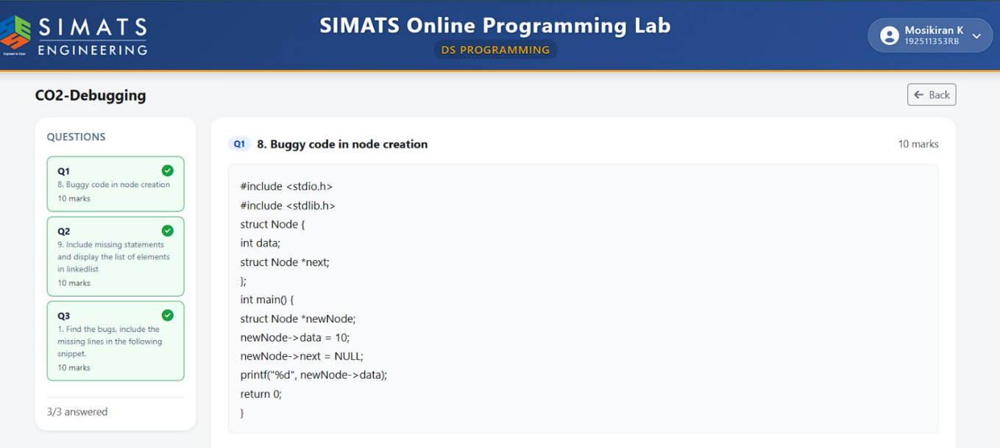 SIMATS
ENGINEERING
Engineer to Excel
SIMATS Online Programming Lab
DS PROGRAMMING
Mosikiran K
192511353RB
CO2-Debugging
← Back
QUESTIONS
Q1
8. Buggy code in node creation
10 marks
Q2
9. Include missing statements
and display the list of elements
in linkedlist
10 marks
Q3
1. Find the bugs, include the
missing lines in the following
snippet.
10 marks
3/3 answered
Q1 8. Buggy code in node creation 10 marks
#include <stdio.h>
#include <stdlib.h>
struct Node {
int data;
struct Node *next;
};
int main() {
struct Node *newNode;
newNode->data = 10;
newNode->next = NULL;
printf("%d", newNode->data);
return 0;
}